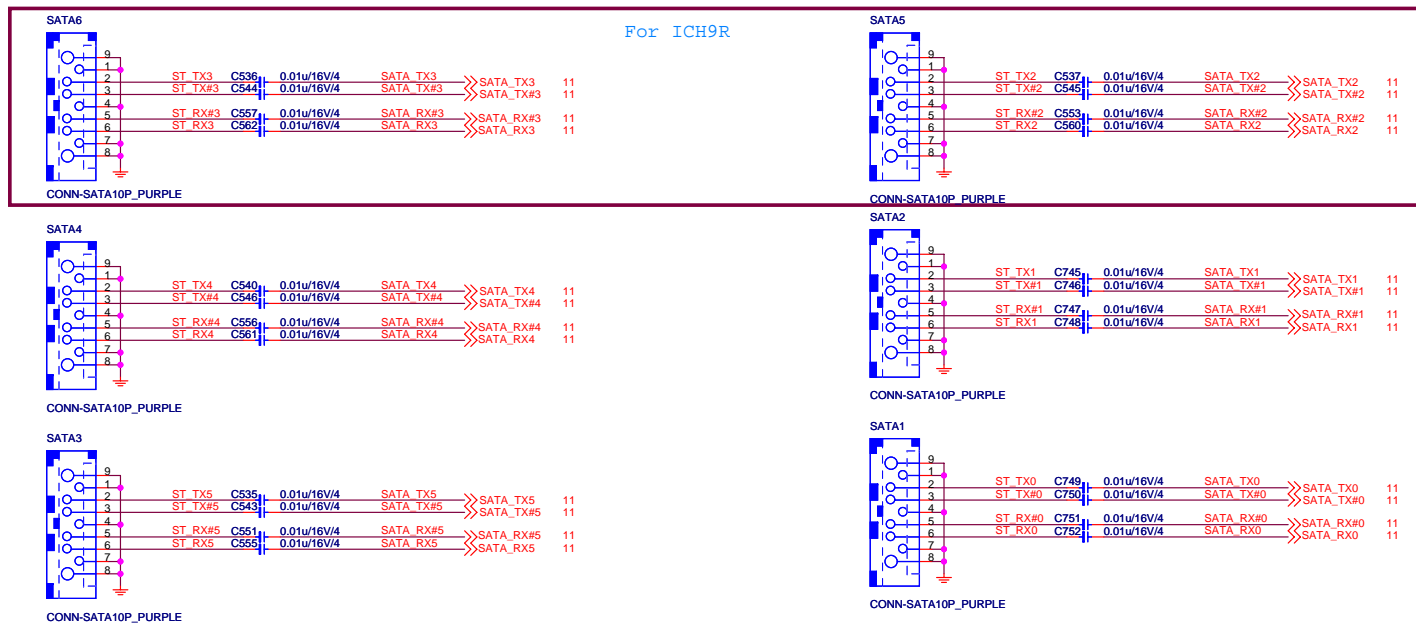 For ICH9R
SATA6
9
1
2 ST_TX3 C536 0.01u/16V/4 SATA_TX3 SATA_TX3 11
3 ST_TX#3 C544 0.01u/16V/4 SATA_TX#3 SATA_TX#3 11
4
5 ST_RX#3 C557 0.01u/16V/4 SATA_RX#3 SATA_RX#3 11
6 ST_RX3 C562 0.01u/16V/4 SATA_RX3 SATA_RX3 11
7
8
CONN-SATA10P_PURPLE
SATA5
9
1
2 ST_TX2 C537 0.01u/16V/4 SATA_TX2 SATA_TX2 11
3 ST_TX#2 C545 0.01u/16V/4 SATA_TX#2 SATA_TX#2 11
4
5 ST_RX#2 C553 0.01u/16V/4 SATA_RX#2 SATA_RX#2 11
6 ST_RX2 C560 0.01u/16V/4 SATA_RX2 SATA_RX2 11
7
8
CONN-SATA10P_PURPLE
SATA4
9
1
2 ST_TX4 C540 0.01u/16V/4 SATA_TX4 SATA_TX4 11
3 ST_TX#4 C546 0.01u/16V/4 SATA_TX#4 SATA_TX#4 11
4
5 ST_RX#4 C556 0.01u/16V/4 SATA_RX#4 SATA_RX#4 11
6 ST_RX4 C561 0.01u/16V/4 SATA_RX4 SATA_RX4 11
7
8
CONN-SATA10P_PURPLE
SATA2
9
1
2 ST_TX1 C745 0.01u/16V/4 SATA_TX1 SATA_TX1 11
3 ST_TX#1 C746 0.01u/16V/4 SATA_TX#1 SATA_TX#1 11
4
5 ST_RX#1 C747 0.01u/16V/4 SATA_RX#1 SATA_RX#1 11
6 ST_RX1 C748 0.01u/16V/4 SATA_RX1 SATA_RX1 11
7
8
CONN-SATA10P_PURPLE
SATA3
9
1
2 ST_TX5 C535 0.01u/16V/4 SATA_TX5 SATA_TX5 11
3 ST_TX#5 C543 0.01u/16V/4 SATA_TX#5 SATA_TX#5 11
4
5 ST_RX#5 C551 0.01u/16V/4 SATA_RX#5 SATA_RX#5 11
6 ST_RX5 C555 0.01u/16V/4 SATA_RX5 SATA_RX5 11
7
8
CONN-SATA10P_PURPLE
SATA1
9
1
2 ST_TX0 C749 0.01u/16V/4 SATA_TX0 SATA_TX0 11
3 ST_TX#0 C750 0.01u/16V/4 SATA_TX#0 SATA_TX#0 11
4
5 ST_RX#0 C751 0.01u/16V/4 SATA_RX#0 SATA_RX#0 11
6 ST_RX0 C752 0.01u/16V/4 SATA_RX0 SATA_RX0 11
7
8
CONN-SATA10P_PURPLE